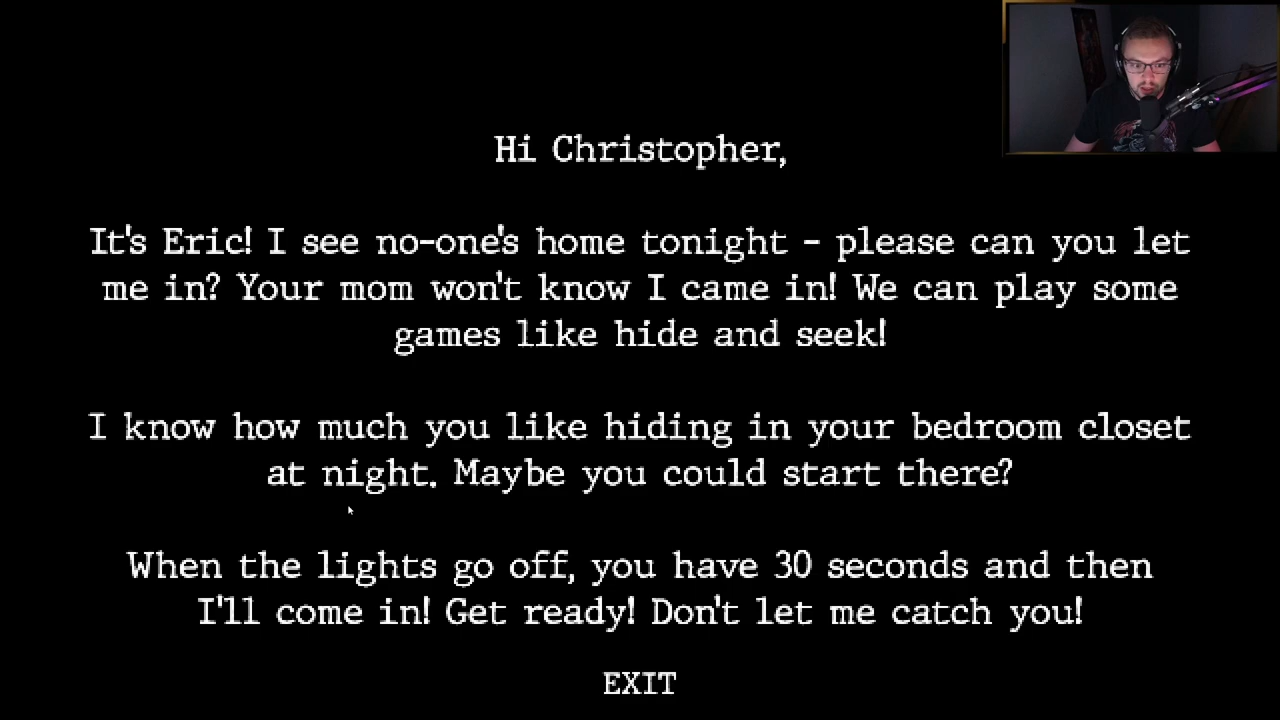 Hi Christopher,
It's Eric! I see no-one's home tonight - please can you let
me in? Your mom won't know I came in! We can play some
games like hide and seek!
I know how much you like hiding in your bedroom closet
at night. Maybe you could start there?
When the lights go off, you have 30 seconds and then
I'll come in! Get ready! Don't let me catch you!
EXIT